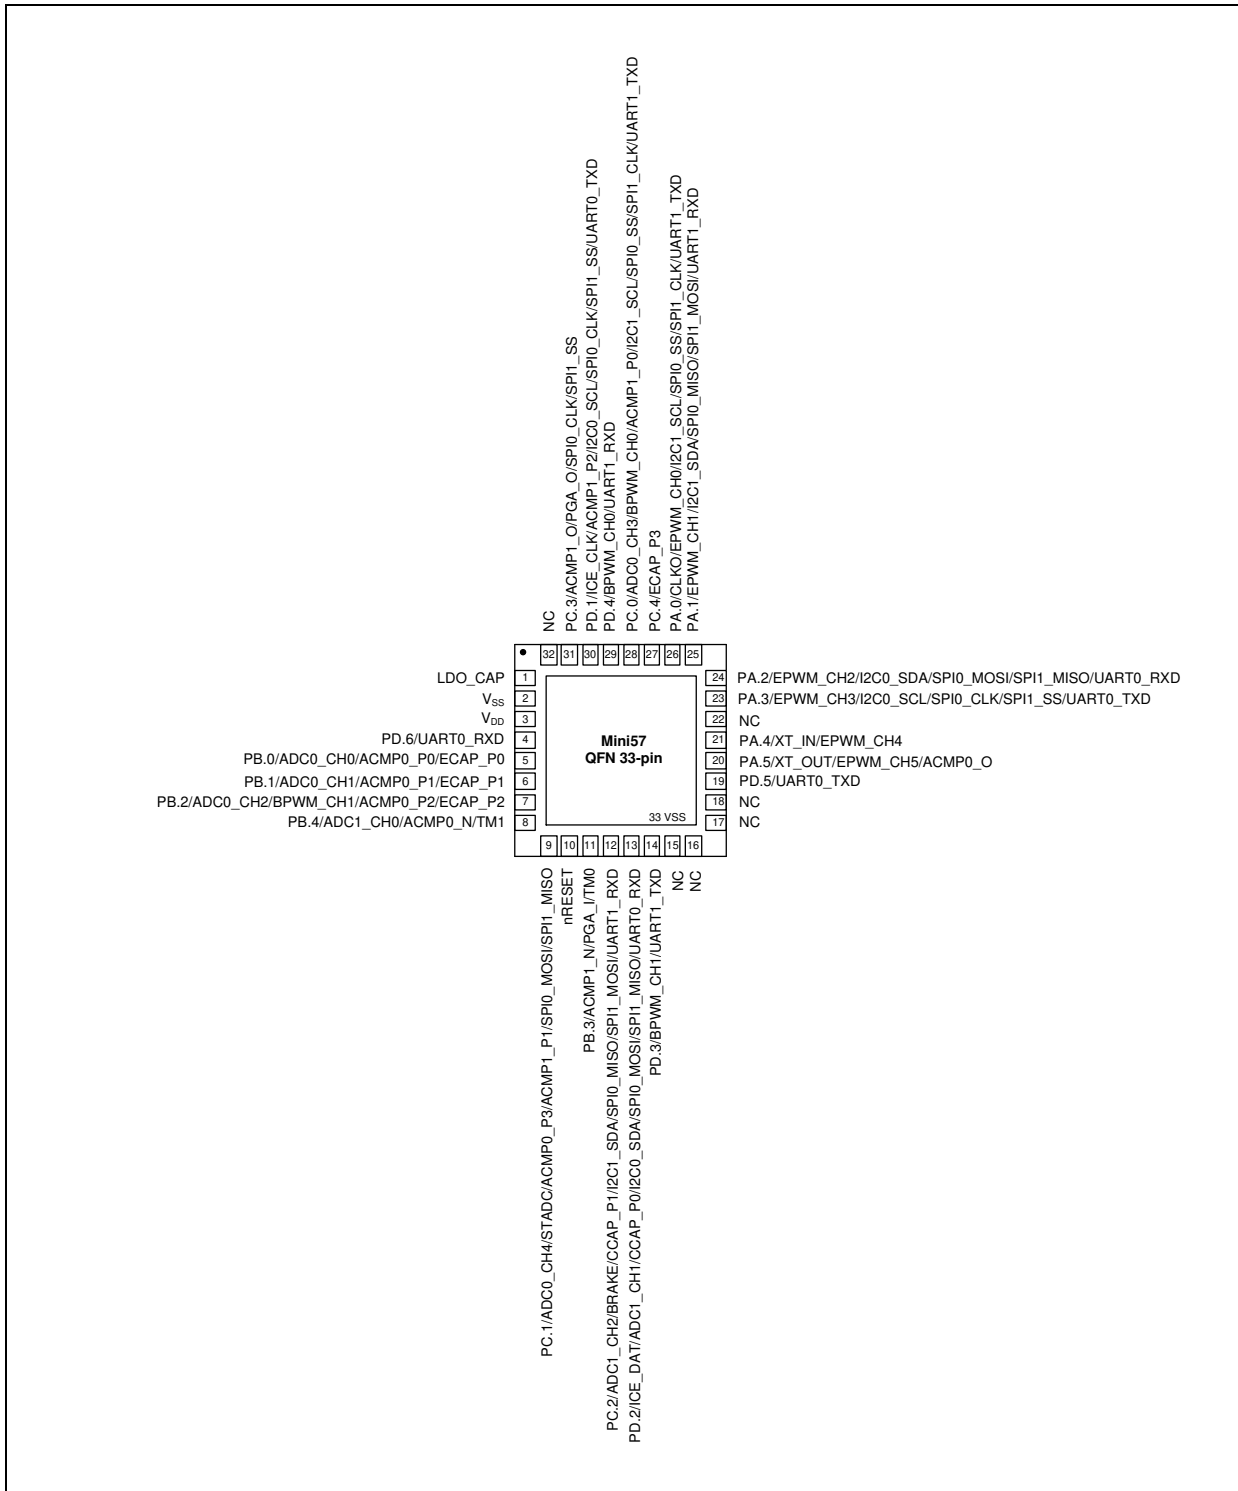 NC
PC.3/ACMP1_O/PGA_O/SPI0_CLK/SPI1_SS
PD.1/ICE_CLK/ACMP1_P2/I2C0_SCL/SPI0_CLK/SPI1_SS/UART0_TXD
PD.4/BPWM_CH0/UART1_RXD
PC.0/ADC0_CH3/BPWM_CH0/ACMP1_P0/I2C1_SCL/SPI0_SS/SPI1_CLK/UART1_TXD
PC.4/ECAP_P3
PA.0/CLKO/EPWM_CH0/I2C1_SCL/SPI0_SS/SPI1_CLK/UART1_TXD
PA.1/EPWM_CH1/I2C1_SDA/SPI0_MISO/SPI1_MOSI/UART1_RXD
32 31 30 29 28 27 26 25
LDO_CAP 1
VSS 2
VDD 3
PD.6/UART0_RXD 4
PB.0/ADC0_CH0/ACMP0_P0/ECAP_P0 5
PB.1/ADC0_CH1/ACMP0_P1/ECAP_P1 6
PB.2/ADC0_CH2/BPWM_CH1/ACMP0_P2/ECAP_P2 7
PB.4/ADC1_CH0/ACMP0_N/TM1 8
Mini57
QFN 33-pin
33 VSS
24 PA.2/EPWM_CH2/I2C0_SDA/SPI0_MOSI/SPI1_MISO/UART0_RXD
23 PA.3/EPWM_CH3/I2C0_SCL/SPI0_CLK/SPI1_SS/UART0_TXD
22 NC
21 PA.4/XT_IN/EPWM_CH4
20 PA.5/XT_OUT/EPWM_CH5/ACMP0_O
19 PD.5/UART0_TXD
18 NC
17 NC
9 10 11 12 13 14 15 16
PC.1/ADC0_CH4/STADC/ACMP0_P3/ACMP1_P1/SPI0_MOSI/SPI1_MISO
nRESET
PB.3/ACMP1_N/PGA_I/TM0
PC.2/ADC1_CH2/BRAKE/CCAP_P1/I2C1_SDA/SPI0_MISO/SPI1_MOSI/UART1_RXD
PD.2/ICE_DAT/ADC1_CH1/CCAP_P0/I2C0_SDA/SPI0_MOSI/SPI1_MISO/UART0_RXD
PD.3/BPWM_CH1/UART1_TXD
NC
NC